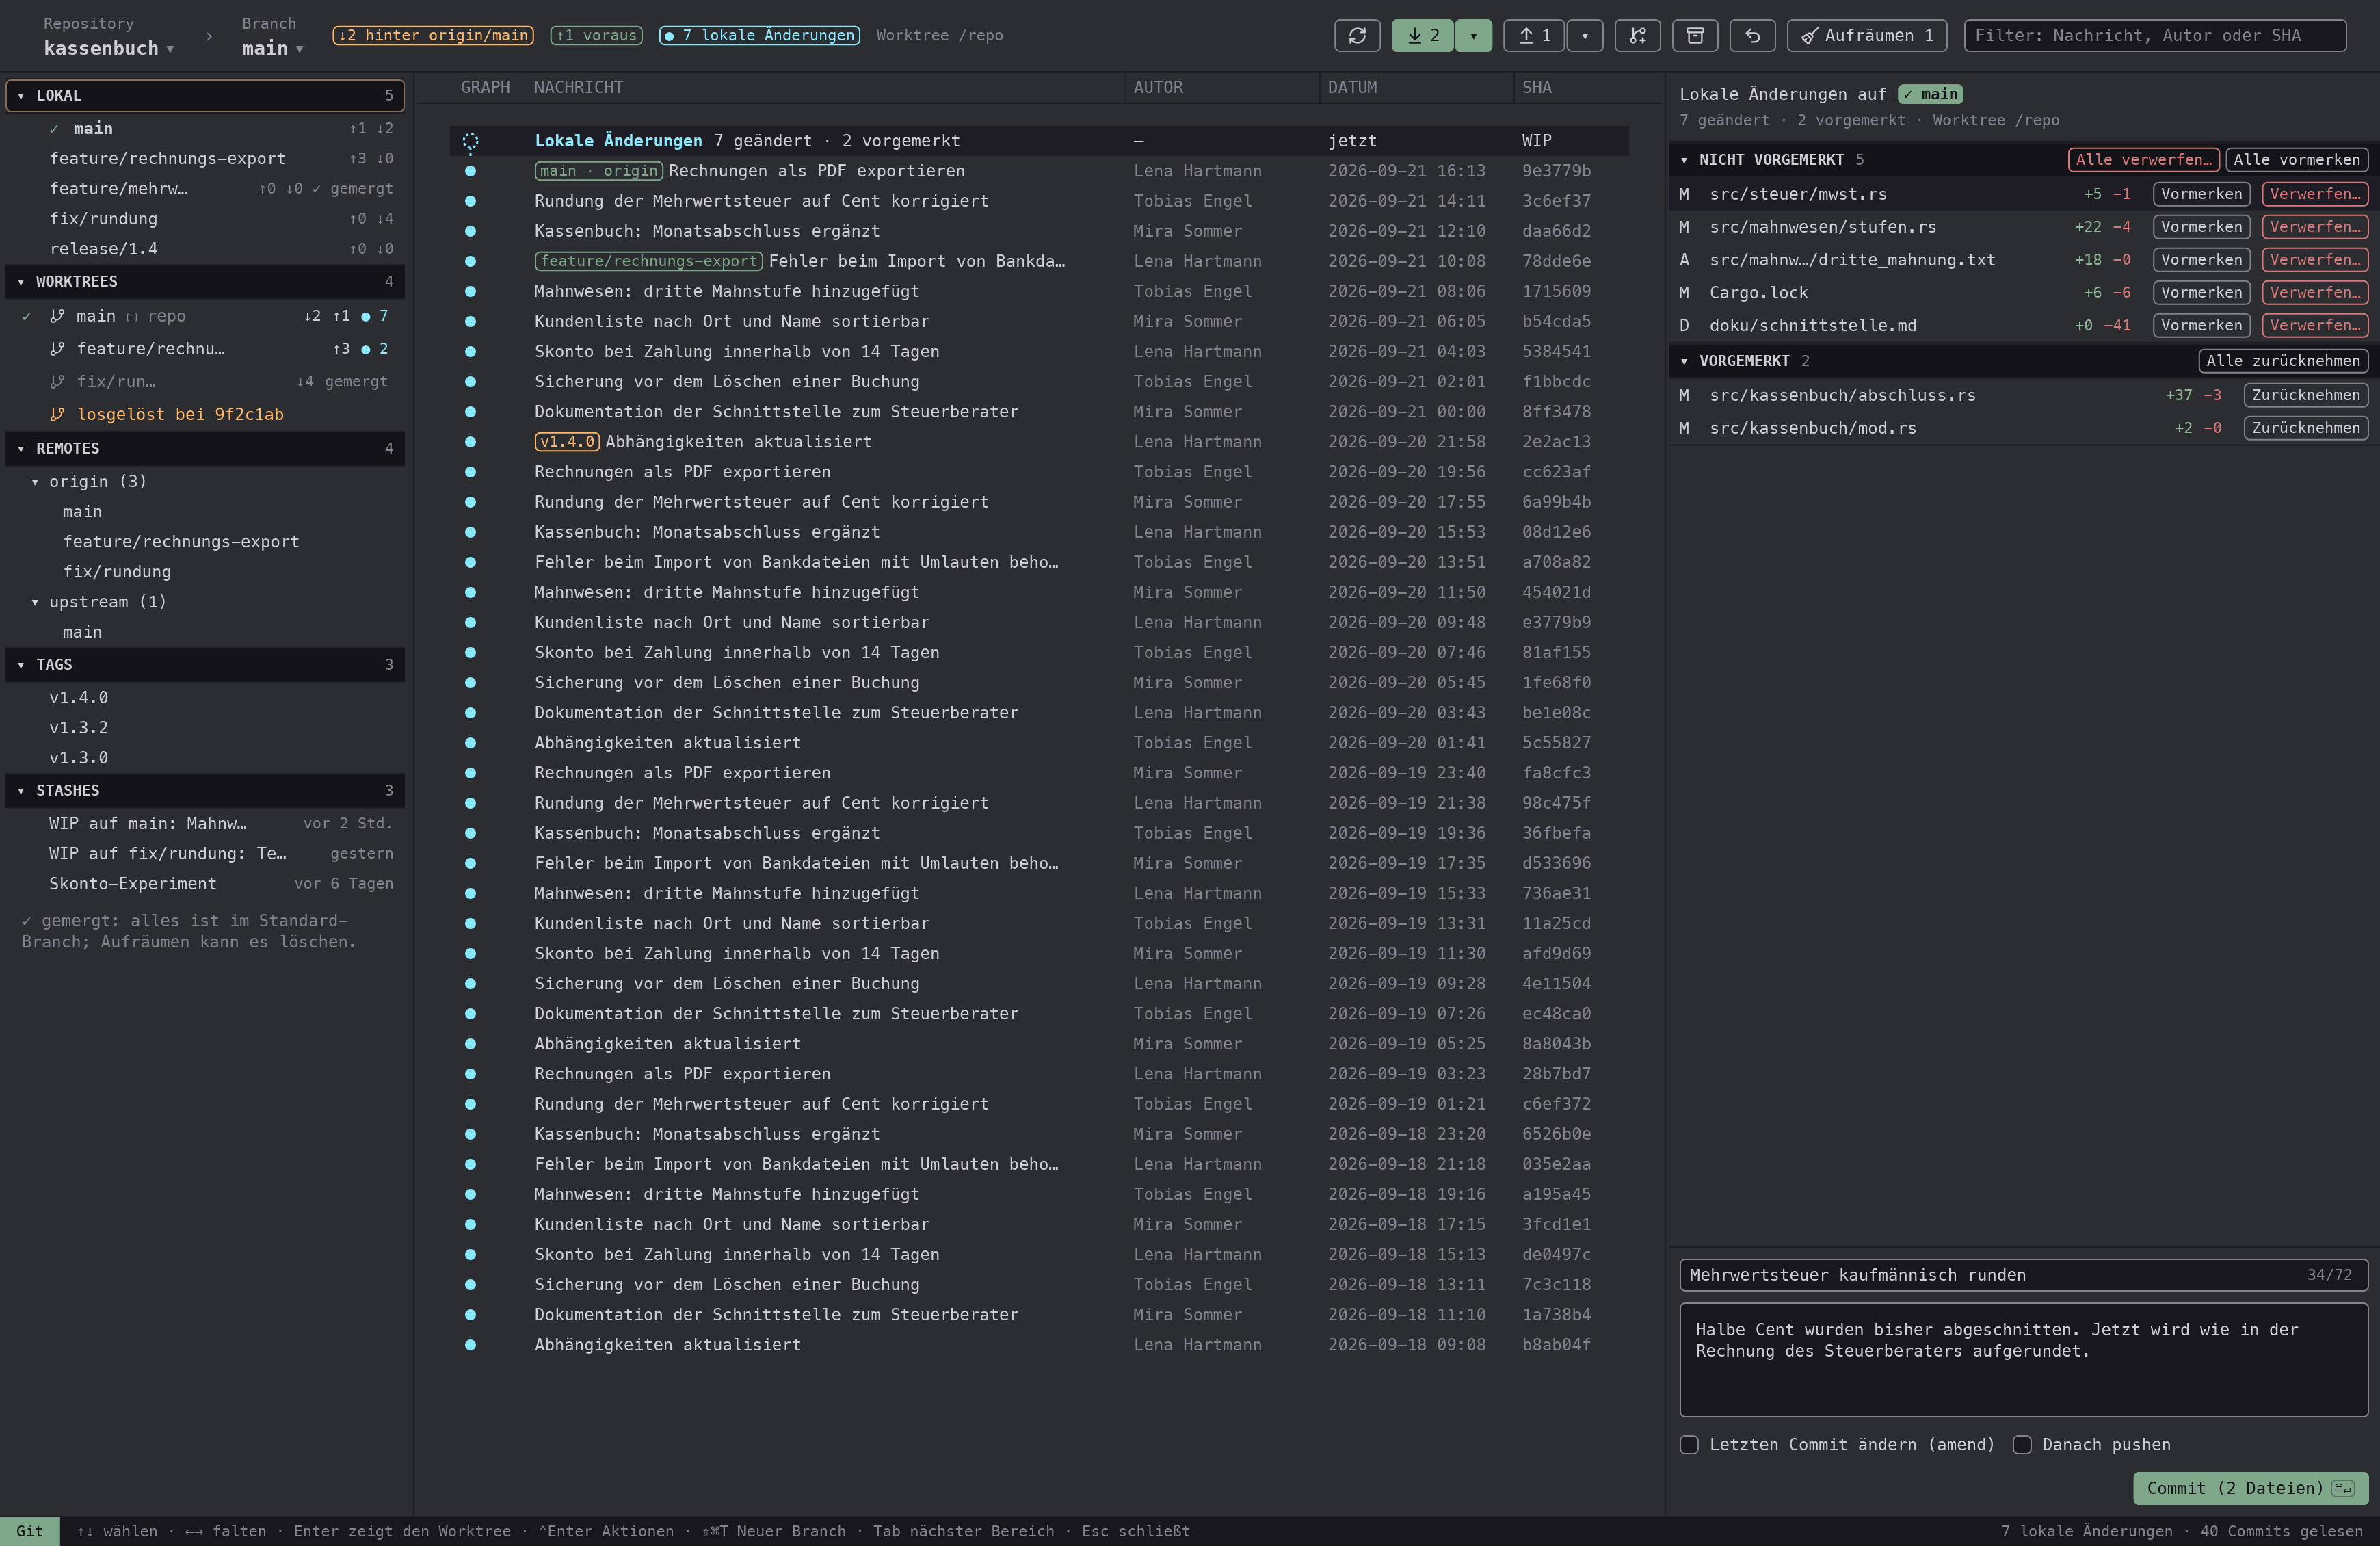 Repository
kassenbuch ▾
›
Branch
main ▾
↓2 hinter origin/main ↑1 voraus ● 7 lokale Änderungen Worktree /repo
2 ▾ 1 ▾ Aufräumen 1
Filter: Nachricht, Autor oder SHA
▾ LOKAL 5
✓ main ↑1 ↓2
feature/rechnungs-export ↑3 ↓0
feature/mehrw… ↑0 ↓0 ✓ gemergt
fix/rundung ↑0 ↓4
release/1.4 ↑0 ↓0
▾ WORKTREES 4
✓ main ▢ repo ↓2 ↑1 ● 7
feature/rechnu… ↑3 ● 2
fix/run… ↓4 gemergt
losgelöst bei 9f2c1ab
▾ REMOTES 4
▾ origin (3)
main
feature/rechnungs-export
fix/rundung
▾ upstream (1)
main
▾ TAGS 3
v1.4.0
v1.3.2
v1.3.0
▾ STASHES 3
WIP auf main: Mahnw… vor 2 Std.
WIP auf fix/rundung: Te… gestern
Skonto-Experiment vor 6 Tagen
✓ gemergt: alles ist im Standard-
Branch; Aufräumen kann es löschen.
GRAPH NACHRICHT AUTOR DATUM SHA
Lokale Änderungen 7 geändert · 2 vorgemerkt — jetzt WIP
main · origin Rechnungen als PDF exportieren Lena Hartmann 2026-09-21 16:13 9e3779b
Rundung der Mehrwertsteuer auf Cent korrigiert Tobias Engel 2026-09-21 14:11 3c6ef37
Kassenbuch: Monatsabschluss ergänzt Mira Sommer 2026-09-21 12:10 daa66d2
feature/rechnungs-export Fehler beim Import von Bankda… Lena Hartmann 2026-09-21 10:08 78dde6e
Mahnwesen: dritte Mahnstufe hinzugefügt Tobias Engel 2026-09-21 08:06 1715609
Kundenliste nach Ort und Name sortierbar Mira Sommer 2026-09-21 06:05 b54cda5
Skonto bei Zahlung innerhalb von 14 Tagen Lena Hartmann 2026-09-21 04:03 5384541
Sicherung vor dem Löschen einer Buchung Tobias Engel 2026-09-21 02:01 f1bbcdc
Dokumentation der Schnittstelle zum Steuerberater Mira Sommer 2026-09-21 00:00 8ff3478
v1.4.0 Abhängigkeiten aktualisiert Lena Hartmann 2026-09-20 21:58 2e2ac13
Rechnungen als PDF exportieren Tobias Engel 2026-09-20 19:56 cc623af
Rundung der Mehrwertsteuer auf Cent korrigiert Mira Sommer 2026-09-20 17:55 6a99b4b
Kassenbuch: Monatsabschluss ergänzt Lena Hartmann 2026-09-20 15:53 08d12e6
Fehler beim Import von Bankdateien mit Umlauten beho… Tobias Engel 2026-09-20 13:51 a708a82
Mahnwesen: dritte Mahnstufe hinzugefügt Mira Sommer 2026-09-20 11:50 454021d
Kundenliste nach Ort und Name sortierbar Lena Hartmann 2026-09-20 09:48 e3779b9
Skonto bei Zahlung innerhalb von 14 Tagen Tobias Engel 2026-09-20 07:46 81af155
Sicherung vor dem Löschen einer Buchung Mira Sommer 2026-09-20 05:45 1fe68f0
Dokumentation der Schnittstelle zum Steuerberater Lena Hartmann 2026-09-20 03:43 be1e08c
Abhängigkeiten aktualisiert Tobias Engel 2026-09-20 01:41 5c55827
Rechnungen als PDF exportieren Mira Sommer 2026-09-19 23:40 fa8cfc3
Rundung der Mehrwertsteuer auf Cent korrigiert Lena Hartmann 2026-09-19 21:38 98c475f
Kassenbuch: Monatsabschluss ergänzt Tobias Engel 2026-09-19 19:36 36fbefa
Fehler beim Import von Bankdateien mit Umlauten beho… Mira Sommer 2026-09-19 17:35 d533696
Mahnwesen: dritte Mahnstufe hinzugefügt Lena Hartmann 2026-09-19 15:33 736ae31
Kundenliste nach Ort und Name sortierbar Tobias Engel 2026-09-19 13:31 11a25cd
Skonto bei Zahlung innerhalb von 14 Tagen Mira Sommer 2026-09-19 11:30 afd9d69
Sicherung vor dem Löschen einer Buchung Lena Hartmann 2026-09-19 09:28 4e11504
Dokumentation der Schnittstelle zum Steuerberater Tobias Engel 2026-09-19 07:26 ec48ca0
Abhängigkeiten aktualisiert Mira Sommer 2026-09-19 05:25 8a8043b
Rechnungen als PDF exportieren Lena Hartmann 2026-09-19 03:23 28b7bd7
Rundung der Mehrwertsteuer auf Cent korrigiert Tobias Engel 2026-09-19 01:21 c6ef372
Kassenbuch: Monatsabschluss ergänzt Mira Sommer 2026-09-18 23:20 6526b0e
Fehler beim Import von Bankdateien mit Umlauten beho… Lena Hartmann 2026-09-18 21:18 035e2aa
Mahnwesen: dritte Mahnstufe hinzugefügt Tobias Engel 2026-09-18 19:16 a195a45
Kundenliste nach Ort und Name sortierbar Mira Sommer 2026-09-18 17:15 3fcd1e1
Skonto bei Zahlung innerhalb von 14 Tagen Lena Hartmann 2026-09-18 15:13 de0497c
Sicherung vor dem Löschen einer Buchung Tobias Engel 2026-09-18 13:11 7c3c118
Dokumentation der Schnittstelle zum Steuerberater Mira Sommer 2026-09-18 11:10 1a738b4
Abhängigkeiten aktualisiert Lena Hartmann 2026-09-18 09:08 b8ab04f
Lokale Änderungen auf ✓ main
7 geändert · 2 vorgemerkt · Worktree /repo
▾ NICHT VORGEMERKT 5 Alle verwerfen… Alle vormerken
M src/steuer/mwst.rs +5 −1 Vormerken Verwerfen…
M src/mahnwesen/stufen.rs +22 −4 Vormerken Verwerfen…
A src/mahnw…/dritte_mahnung.txt +18 −0 Vormerken Verwerfen…
M Cargo.lock +6 −6 Vormerken Verwerfen…
D doku/schnittstelle.md +0 −41 Vormerken Verwerfen…
▾ VORGEMERKT 2 Alle zurücknehmen
M src/kassenbuch/abschluss.rs +37 −3 Zurücknehmen
M src/kassenbuch/mod.rs +2 −0 Zurücknehmen
Mehrwertsteuer kaufmännisch runden 34/72
Halbe Cent wurden bisher abgeschnitten. Jetzt wird wie in der
Rechnung des Steuerberaters aufgerundet.
Letzten Commit ändern (amend) Danach pushen
Commit (2 Dateien) ⌘↵
Git ↑↓ wählen · ←→ falten · Enter zeigt den Worktree · ⌃Enter Aktionen · ⇧⌘T Neuer Branch · Tab nächster Bereich · Esc schließt
7 lokale Änderungen · 40 Commits gelesen